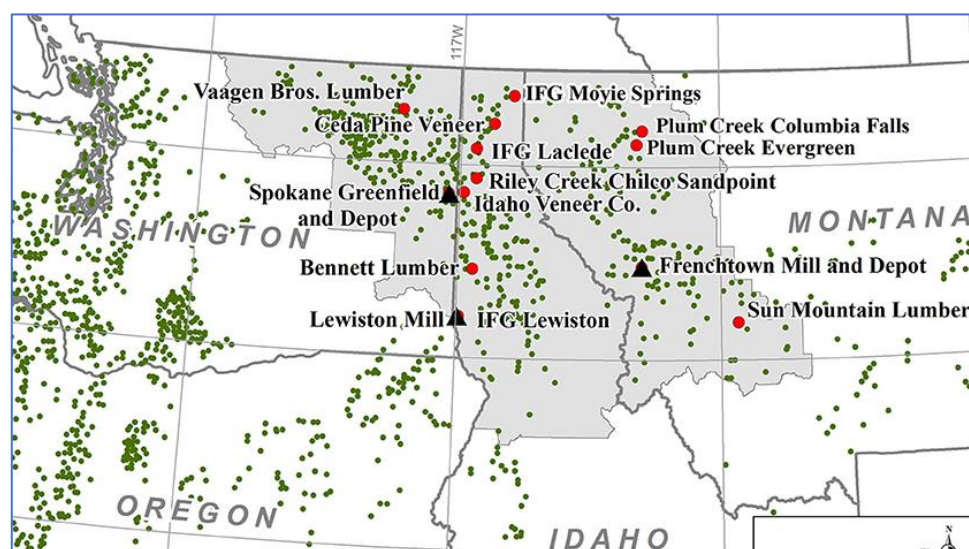 117W
Vaagen Bros. Lumber
IFG Moyie Springs
Ceda Pine Veneer
Plum Creek Columbia Falls
IFG Laclede
Plum Creek Evergreen
Riley Creek Chilco Sandpoint
Spokane Greenfield
and Depot
Idaho Veneer Co.
WASHINGTON
MONTANA
Bennett Lumber
Frenchtown Mill and Depot
Lewiston Mill
IFG Lewiston
Sun Mountain Lumber
OREGON
IDAHO